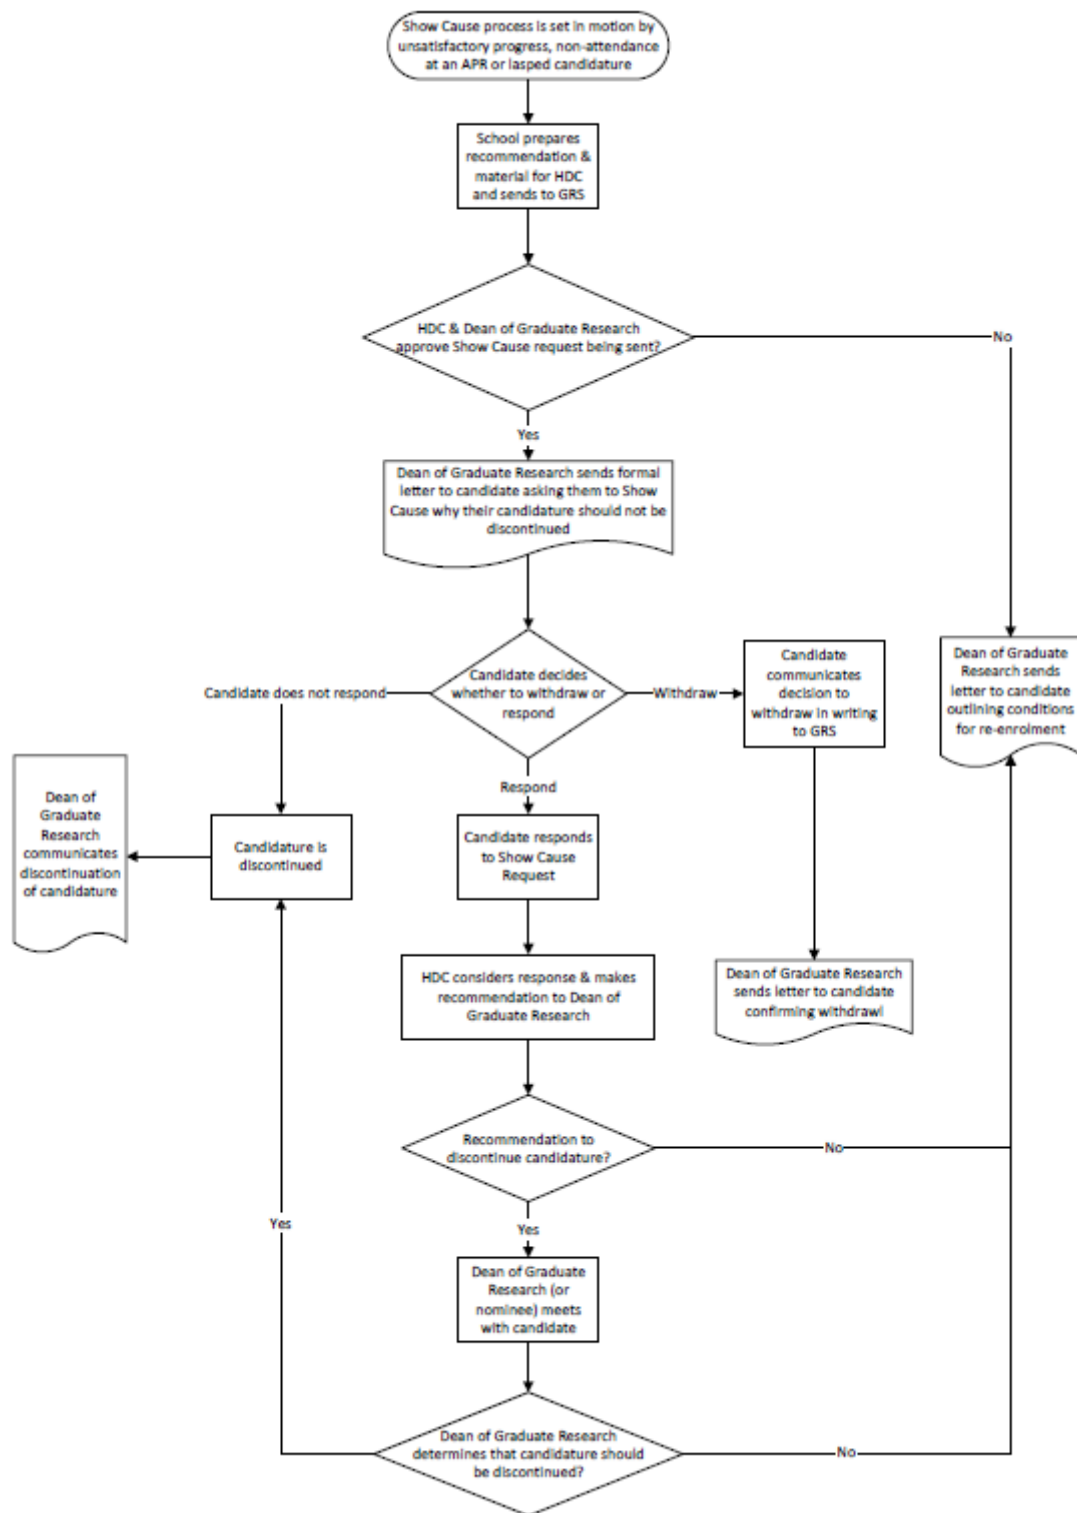 Show Cause process is set in motion by
unsatisfactory progress, non-attendance
at an APR or lasped candidature
School prepares
recommendation &
material for HDC
and sends to GRS
HDC & Dean of Graduate Research
approve Show Cause request being sent?
No
Yes
Dean of Graduate Research sends formal
letter to candidate asking them to Show
Cause why their candidature should not be
discontinued
Candidate decides
whether to withdraw or
respond
Candidate does not respond
Withdraw
Candidate
communicates
decision to
withdraw in writing
to GRS
Dean of Graduate
Research sends
letter to candidate
outlining conditions
for re-enrolment
Respond
Dean of
Graduate
Research
communicates
discontinuation
of candidature
Candidature is
discontinued
Candidate responds
to Show Cause
Request
HDC considers response & makes
recommendation to Dean of
Graduate Research
Dean of Graduate Research
sends letter to candidate
confirming withdrawl
Recommendation to
discontinue candidature?
No
Yes
Yes
Dean of Graduate
Research (or
nominee) meets
with candidate
Dean of Graduate Research
determines that candidature should
be discontinued?
No